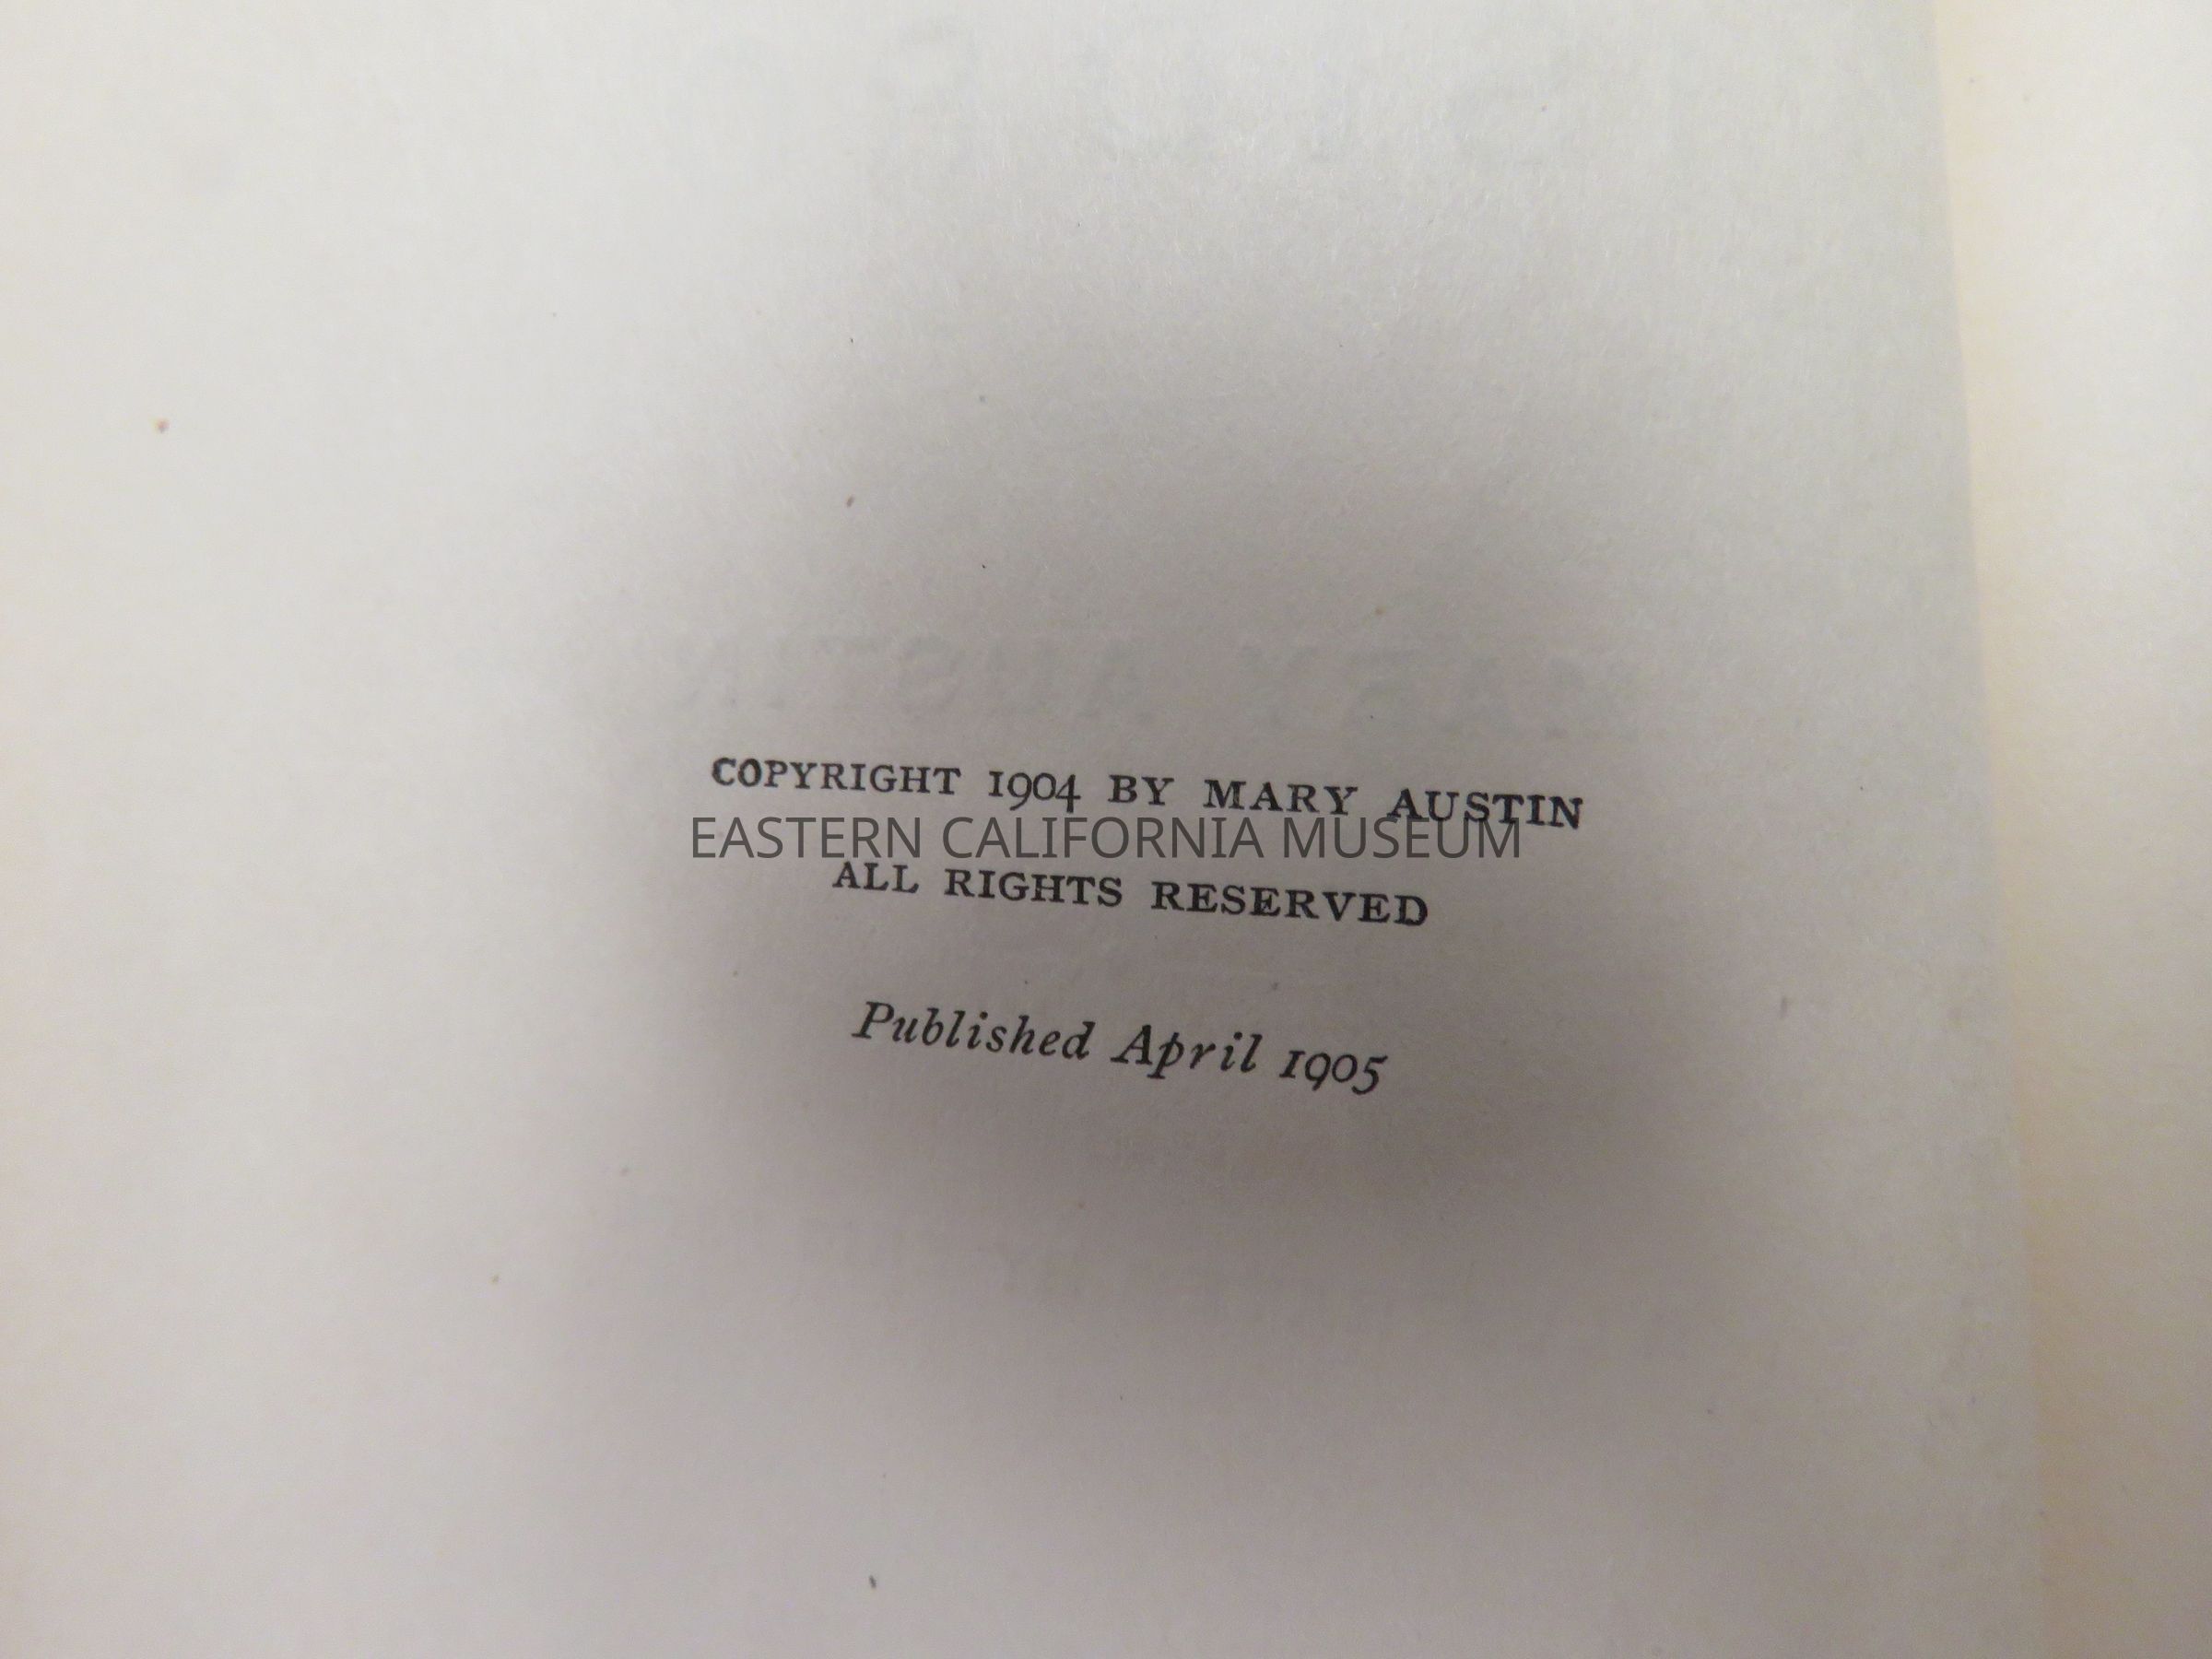 COPYRIGHT 1904 BY MARY AUSTIN
EASTERN CALIFORNIA MUSEUM
ALL RIGHTS RESERVED
Published April 1905